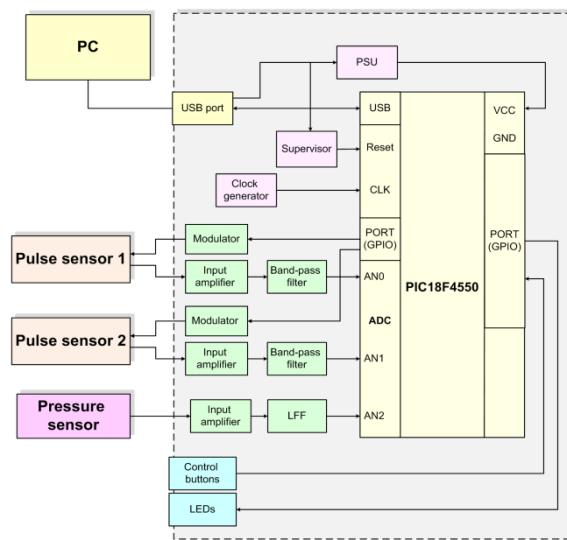 PC
PSU
USB port
USB
VCC
GND
Supervisor
Reset
Clock
generator
CLK
Modulator
PORT
(GPIO)
PORT
(GPIO)
Pulse sensor 1
Input
amplifier
Band-pass
filter
AN0
PIC18F4550
Modulator
ADC
Pulse sensor 2
Input
amplifier
Band-pass
filter
AN1
Pressure
sensor
Input
amplifier
LFF
AN2
Control
buttons
LEDs